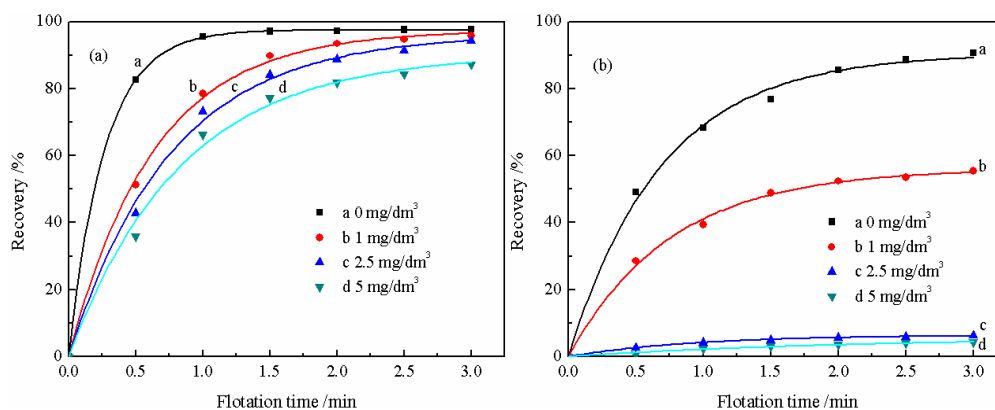 100
80
60
40
20
0
Recovery /%
(a)
a
b
c
d
a 0 mg/dm³
b 1 mg/dm³
c 2.5 mg/dm³
d 5 mg/dm³
0.0 0.5 1.0 1.5 2.0 2.5 3.0
Flotation time /min
100
80
60
40
20
0
Recovery /%
(b)
a
b
a 0 mg/dm³
b 1 mg/dm³
c 2.5 mg/dm³
d 5 mg/dm³
c
d
0.0 0.5 1.0 1.5 2.0 2.5 3.0
Flotation time /min